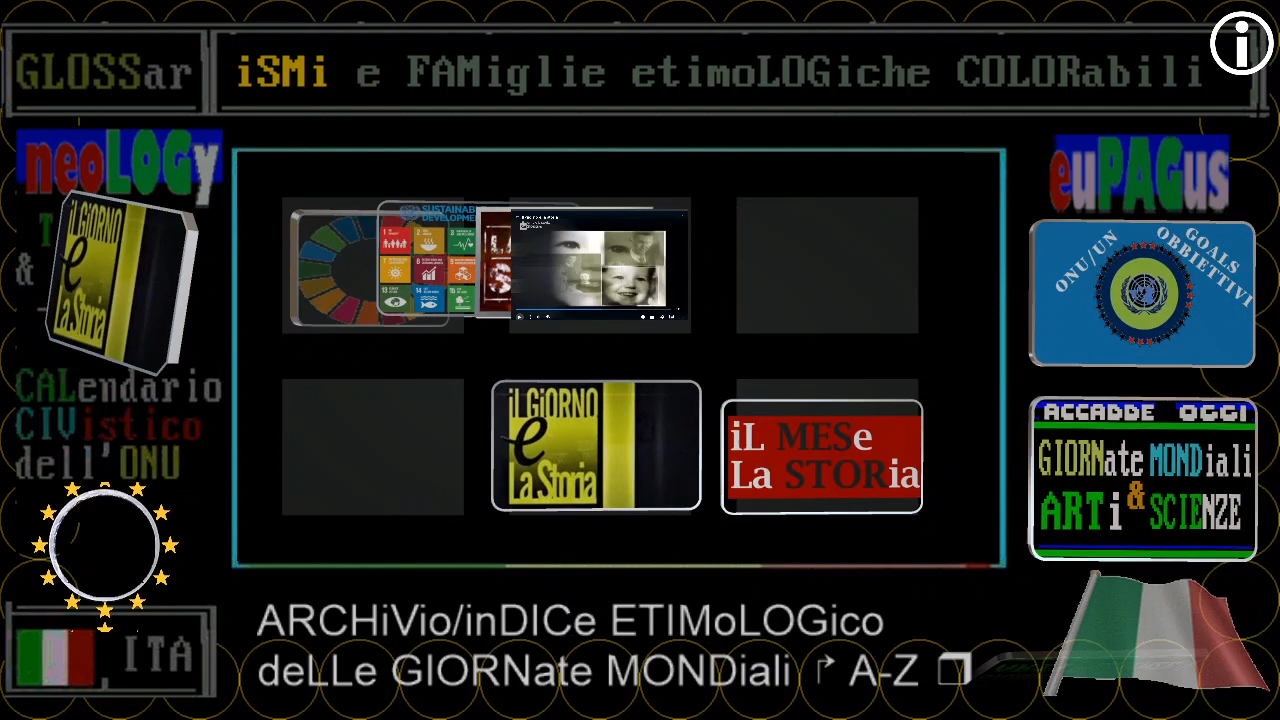 GLOSSar
iSMi e FAMiglie etimoLOGiche COLORabili
neoLOGy
iL GiORNO
e
La Storia
CALendario
CIVistico
dell'ONU
ITA
SUSTAINABLE
DEVELOPMENT
iL GiORNO
e
La Storia
iL MESe
La STORia
euPAGus
ONU/UN
GOALS
OBBIETTIVI
ACCADDE OGGI
GIORNate MONDiali
ARTi & SCIENZE
ARCHiVio/inDICe ETIMoLOGico
deLLe GIORNate MONDiali ↱ A-Z ❒